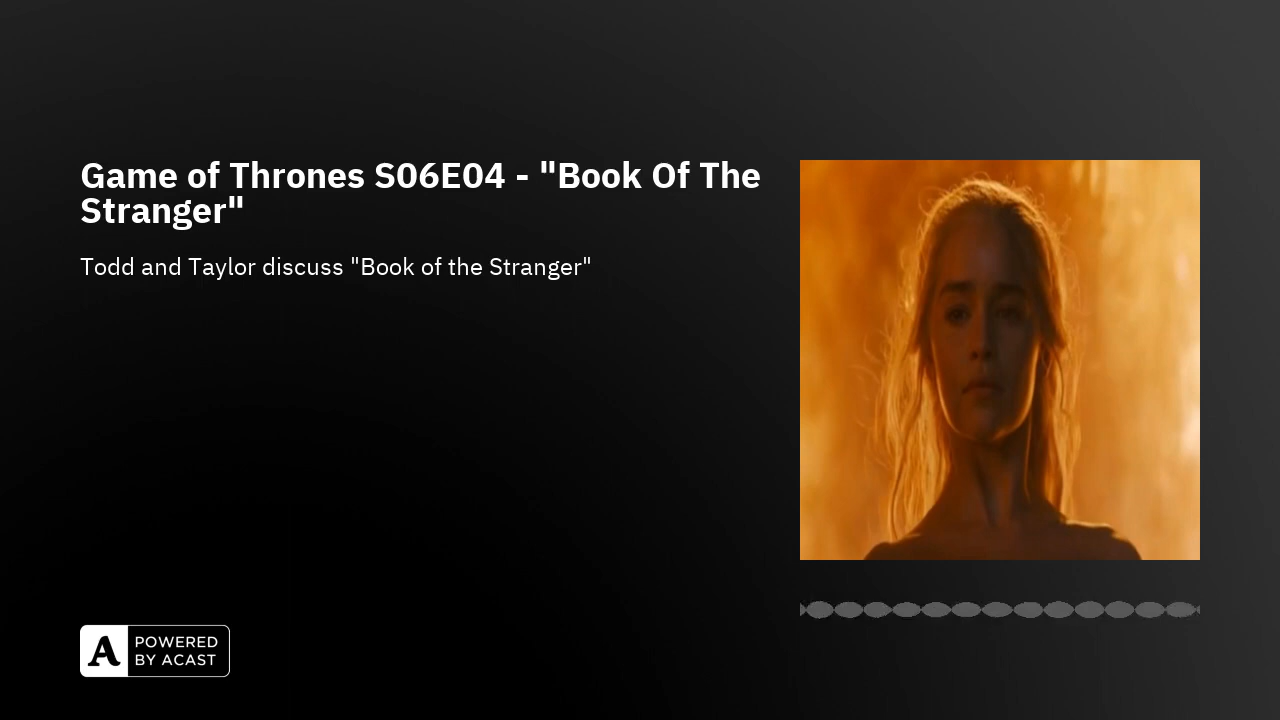 Game of Thrones S06E04 - "Book Of The
Stranger"
Todd and Taylor discuss "Book of the Stranger"
A POWERED
BY ACAST